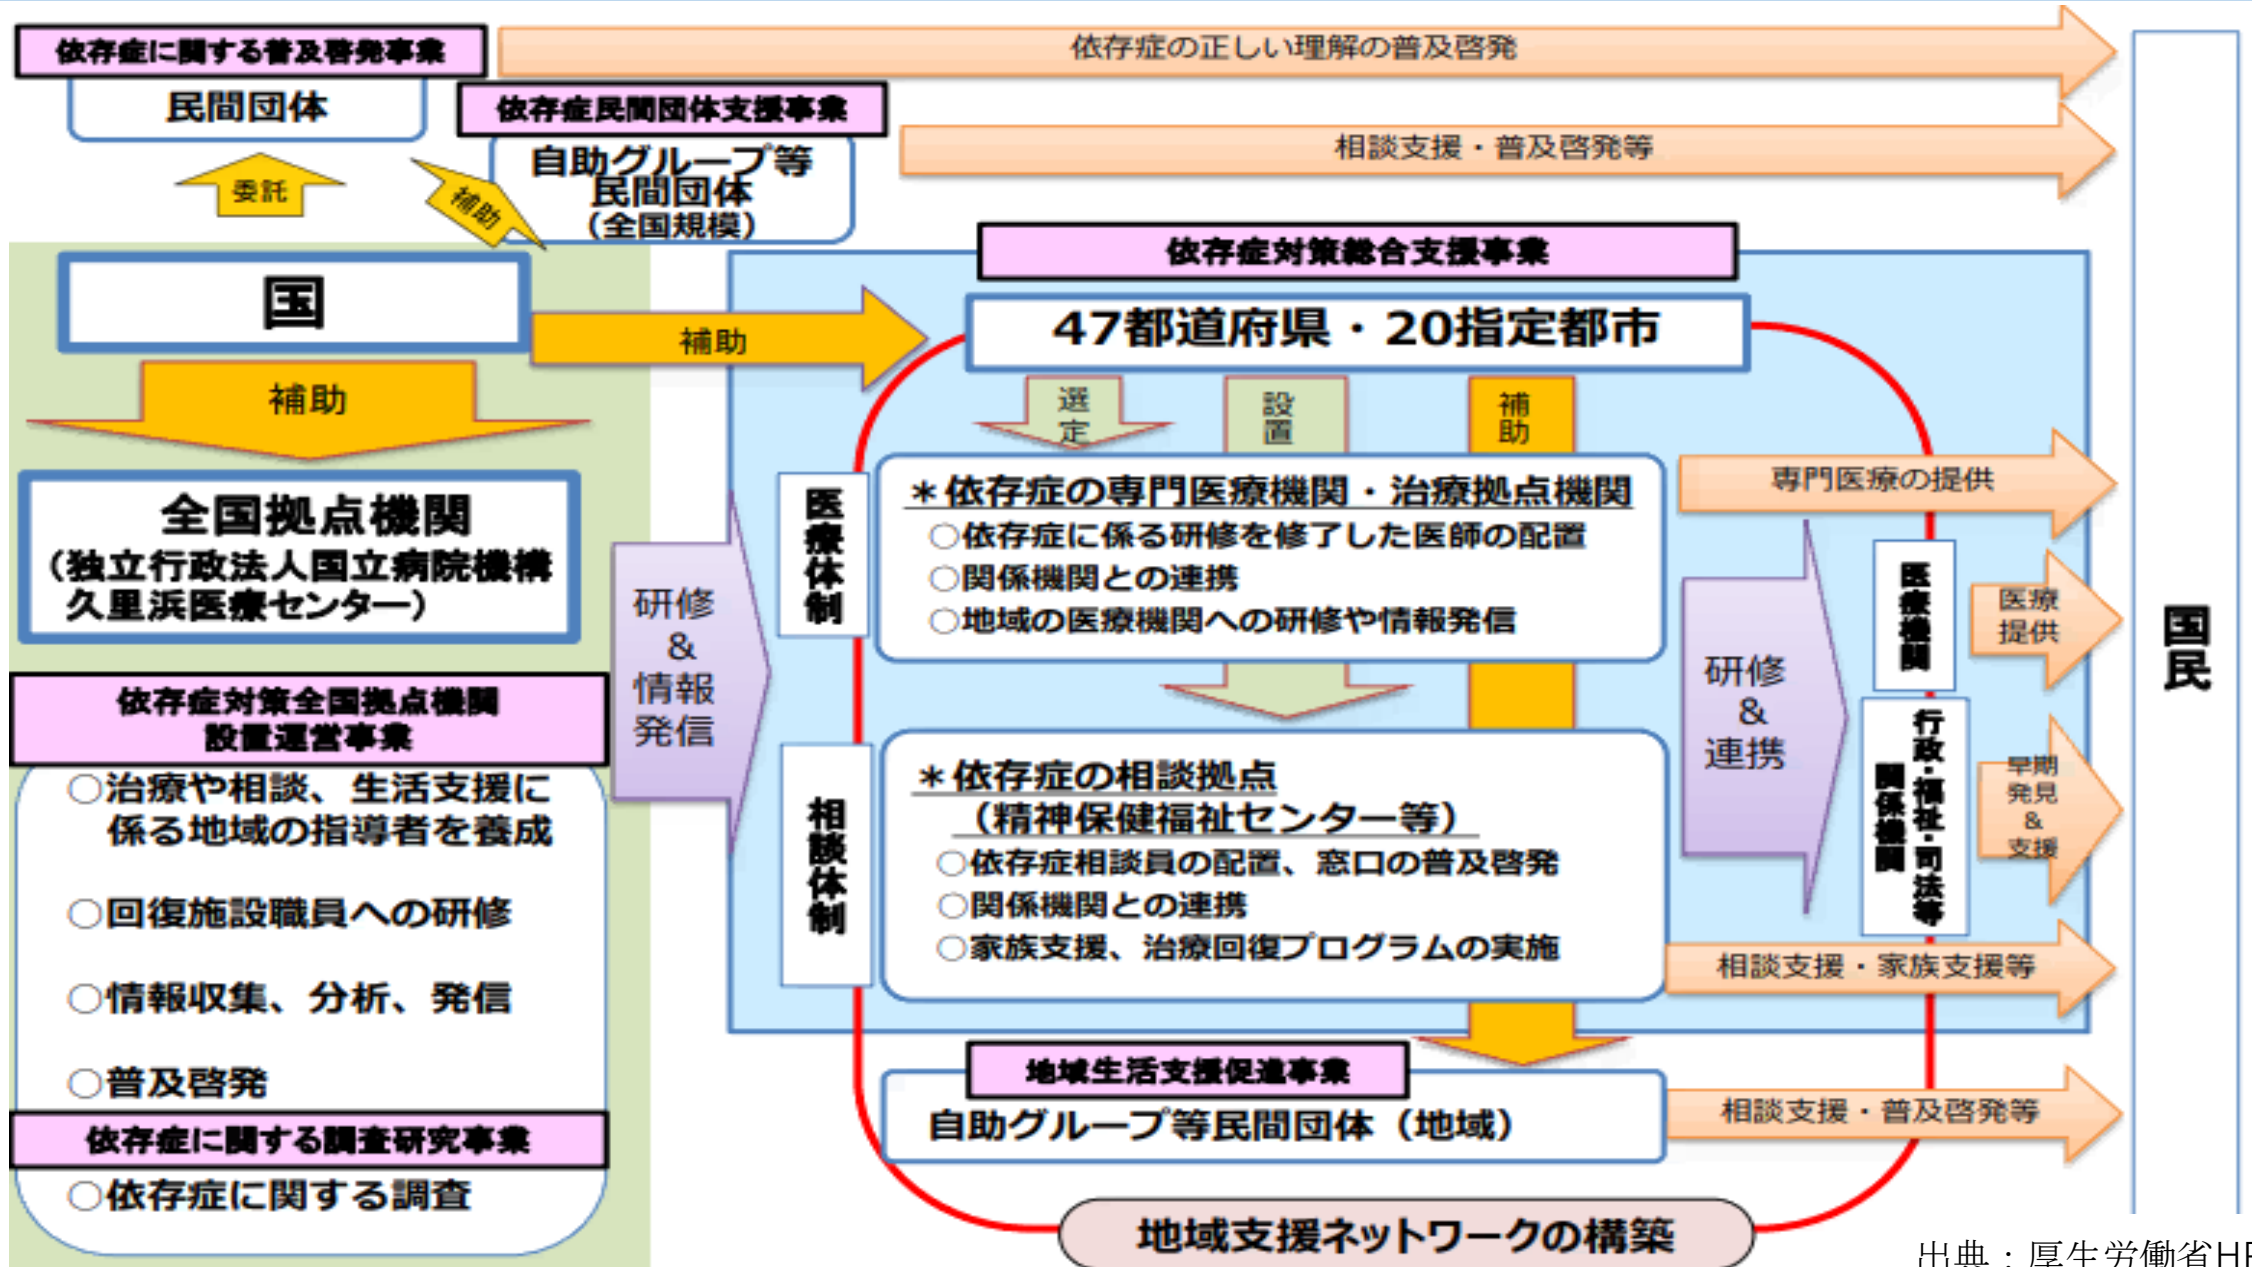 依存症に関する普及啓発事業
民間団体
依存症の正しい理解の普及啓発
依存症民間団体支援事業
自助グループ等
民間団体
（全国規模）
相談支援・普及啓発等
委託
補助
国
補助
補助
全国拠点機関
（独立行政法人国立病院機構
久里浜医療センター）
依存症対策全国拠点機関
設置運営事業
○治療や相談、生活支援に
係る地域の指導者を養成
○回復施設職員への研修
○情報収集、分析、発信
○普及啓発
依存症に関する調査研究事業
○依存症に関する調査
研修
&
情報
発信
依存症対策総合支援事業
47都道府県・20指定都市
選定
設置
補助
医療体制
＊依存症の専門医療機関・治療拠点機関
○依存症に係る研修を修了した医師の配置
○関係機関との連携
○地域の医療機関への研修や情報発信
相談体制
＊依存症の相談拠点
（精神保健福祉センター等）
○依存症相談員の配置、窓口の普及啓発
○関係機関との連携
○家族支援、治療回復プログラムの実施
研修
&
連携
専門医療の提供
医療機関
医療
提供
行政・福祉・司法等
関係機関
早期
発見
&
支援
相談支援・家族支援等
地域生活支援促進事業
自助グループ等民間団体（地域）
相談支援・普及啓発等
地域支援ネットワークの構築
国民
出典：厚生労働省HP